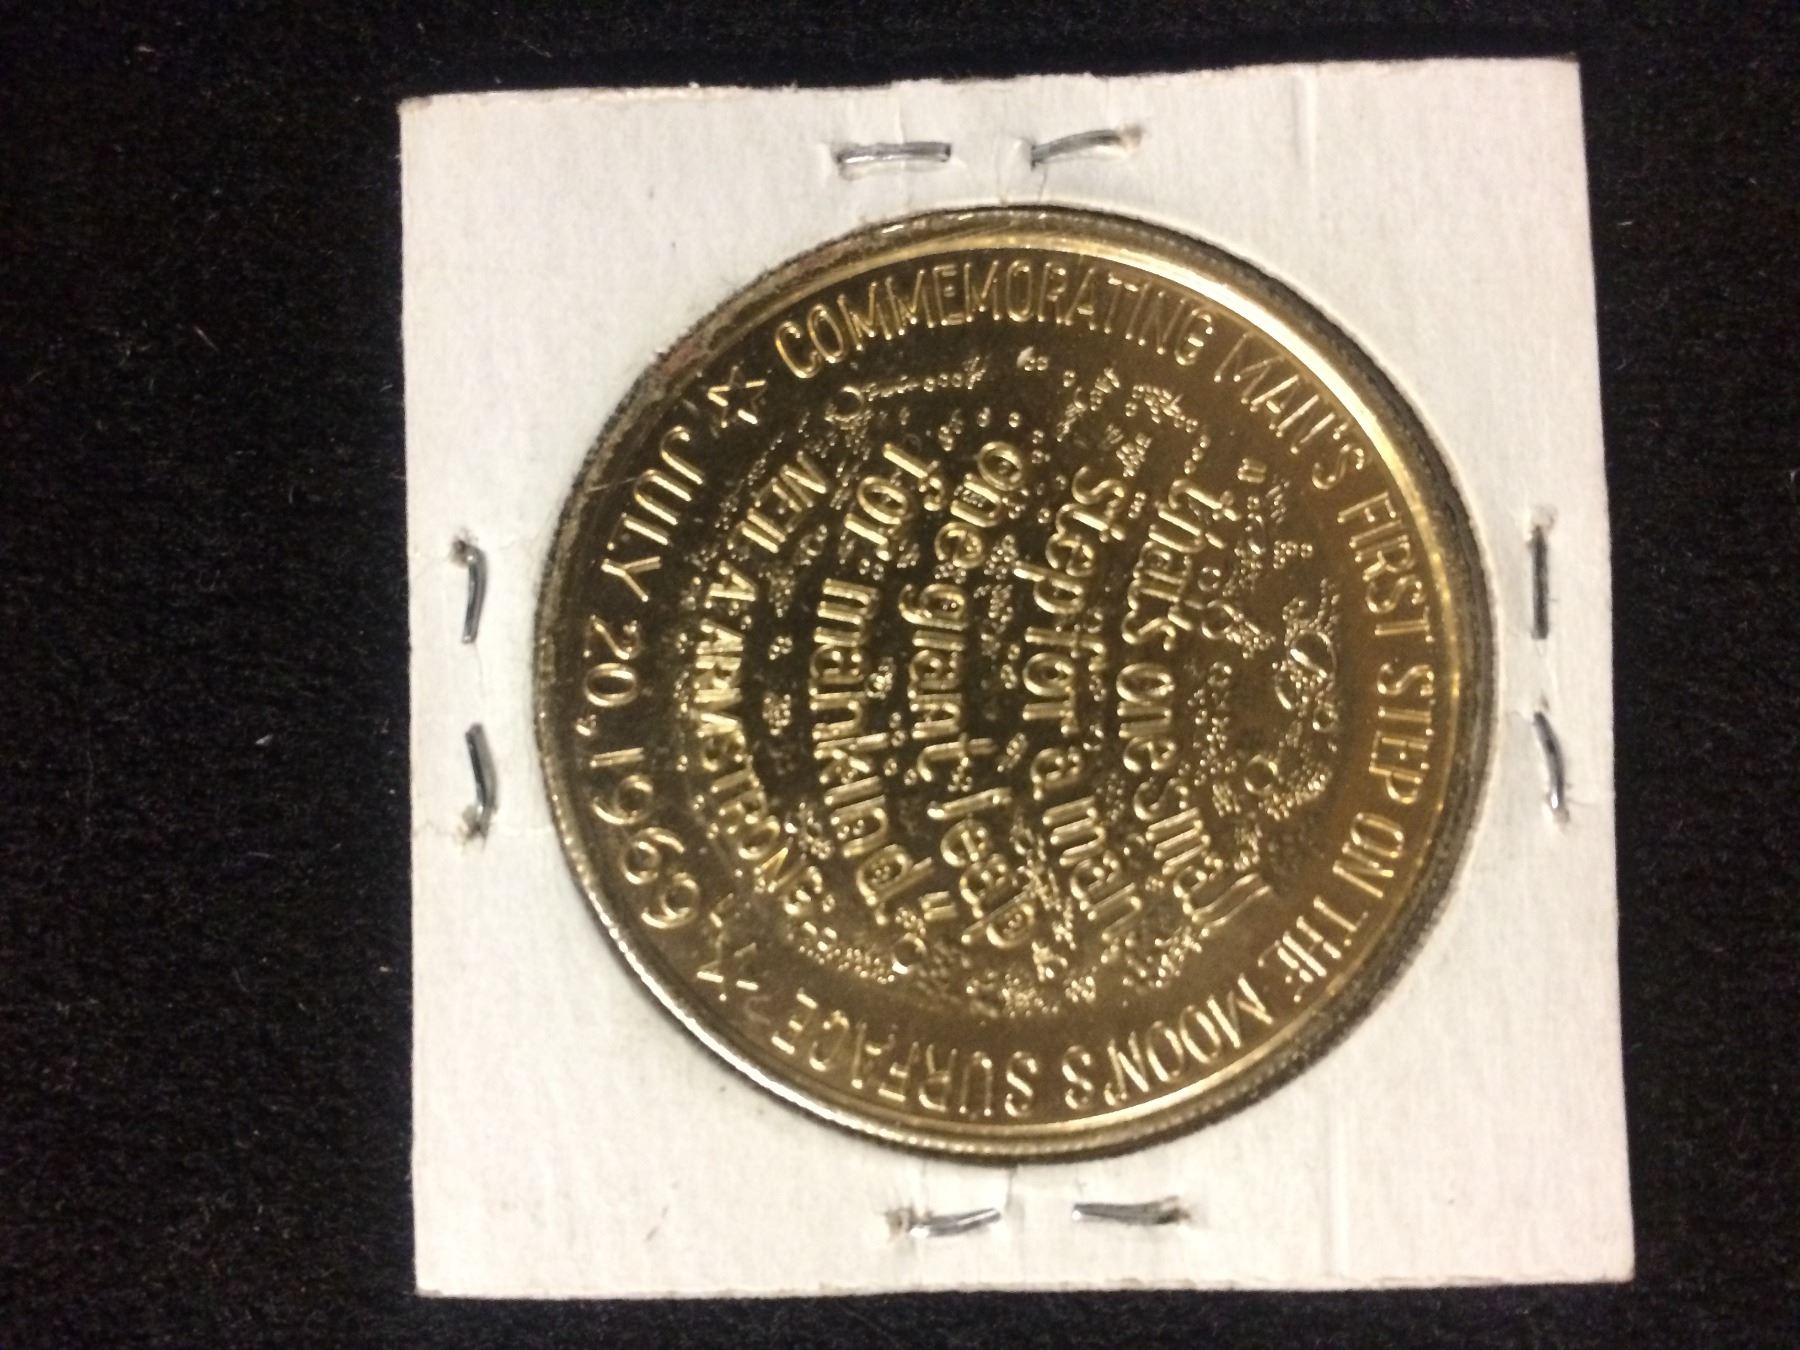 COMMEMORATING MAN'S FIRST STEP ON THE MOON'S SURFACE
"that's one small
step for a man,
one giant leap
for mankind"
NEIL A. ARMSTRONG
JULY 20, 1969